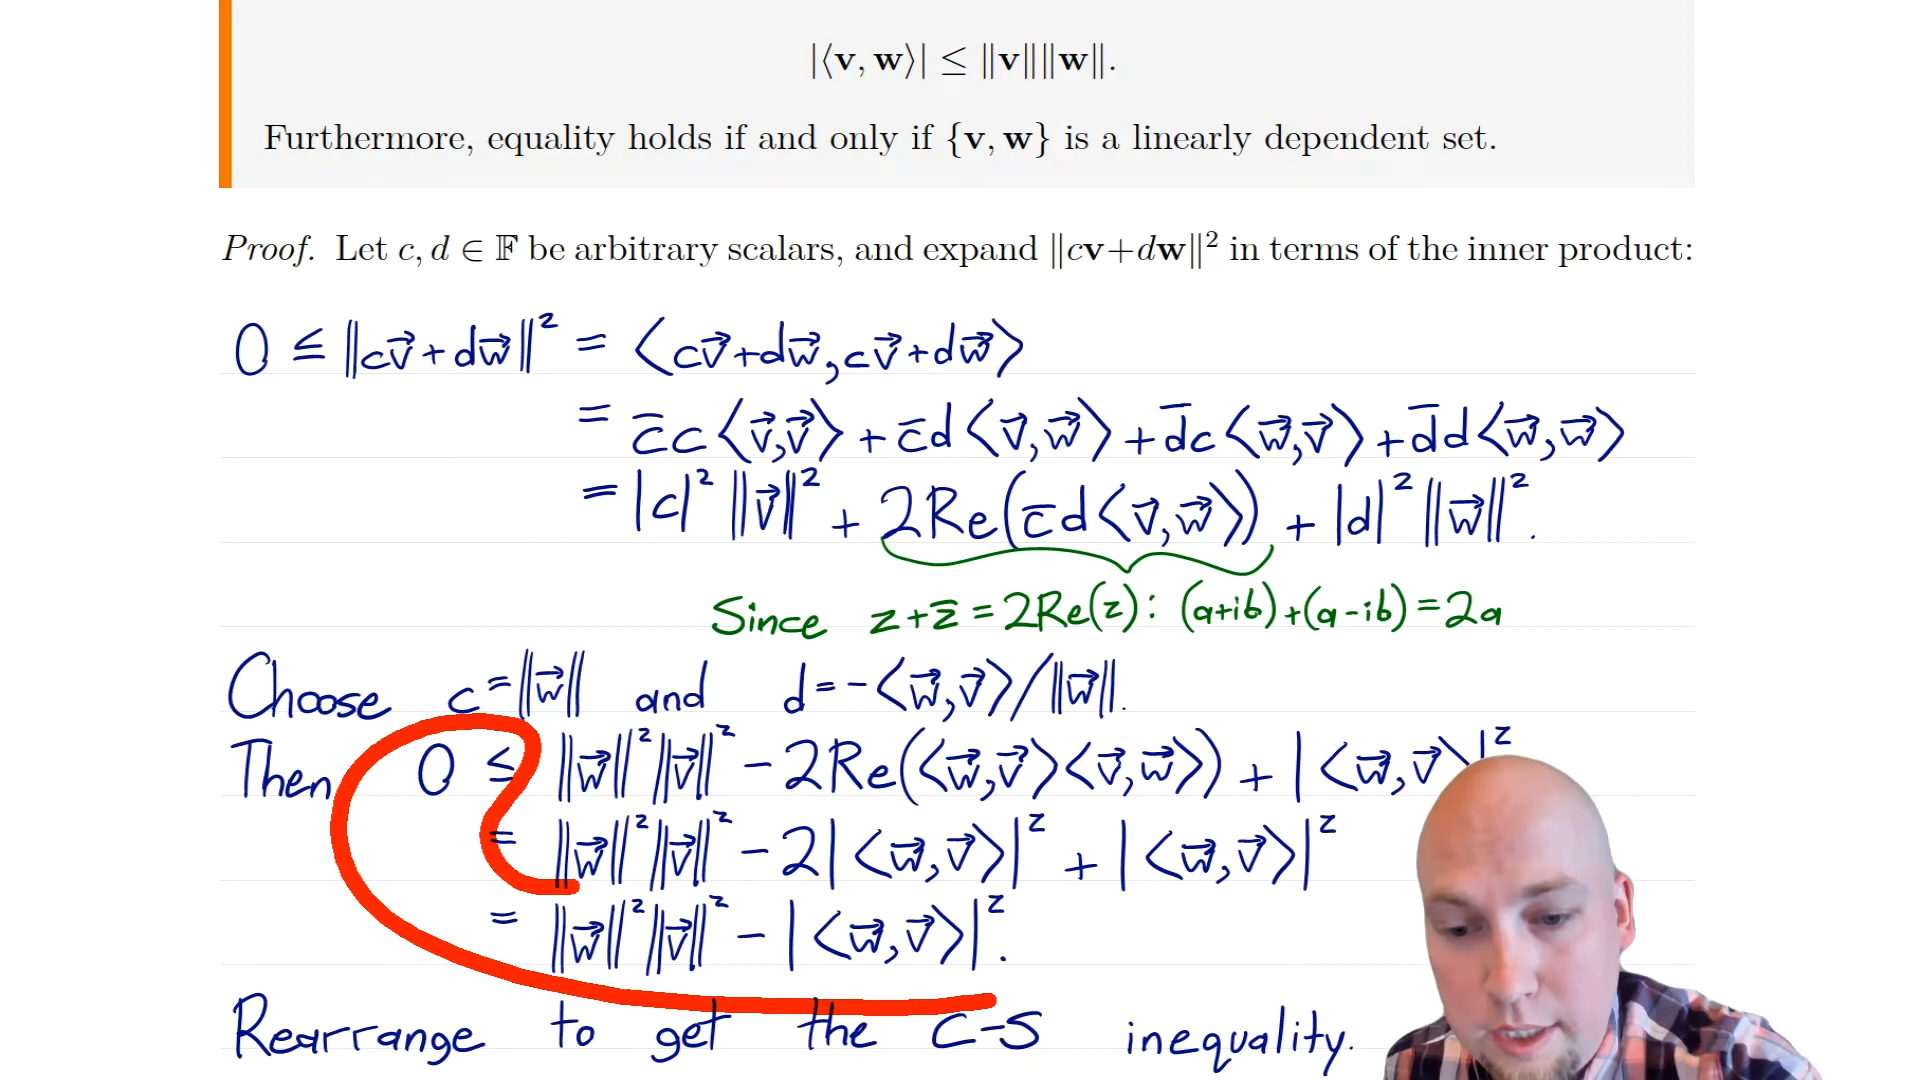 |⟨v, w⟩| ≤ ‖v‖‖w‖.
Furthermore, equality holds if and only if {v, w} is a linearly dependent set.
Proof. Let c, d ∈ 𝔽 be arbitrary scalars, and expand ‖cv+dw‖² in terms of the inner product:
0 ≤ ‖cv⃗+dw⃗‖² = ⟨cv⃗+dw⃗, cv⃗+dw⃗⟩
= c̄c⟨v⃗,v⃗⟩ + c̄d⟨v⃗,w⃗⟩ + d̄c⟨w⃗,v⃗⟩ + d̄d⟨w⃗,w⃗⟩
= |c|²‖v⃗‖² + 2Re(c̄d⟨v⃗,w⃗⟩) + |d|²‖w⃗‖².
Since z+z̄=2Re(z): (a+ib)+(a-ib)=2a
Choose c=‖w⃗‖ and d=-⟨w⃗,v⃗⟩/‖w⃗‖.
Then 0 ≤ ‖w⃗‖²‖v⃗‖² - 2Re(⟨w⃗,v⃗⟩⟨v⃗,w⃗⟩) + |⟨w⃗,v⃗⟩|²
= ‖w⃗‖²‖v⃗‖² - 2|⟨w⃗,v⃗⟩|² + |⟨w⃗,v⃗⟩|²
= ‖w⃗‖²‖v⃗‖² - |⟨w⃗,v⃗⟩|².
Rearrange to get the C-S inequality.